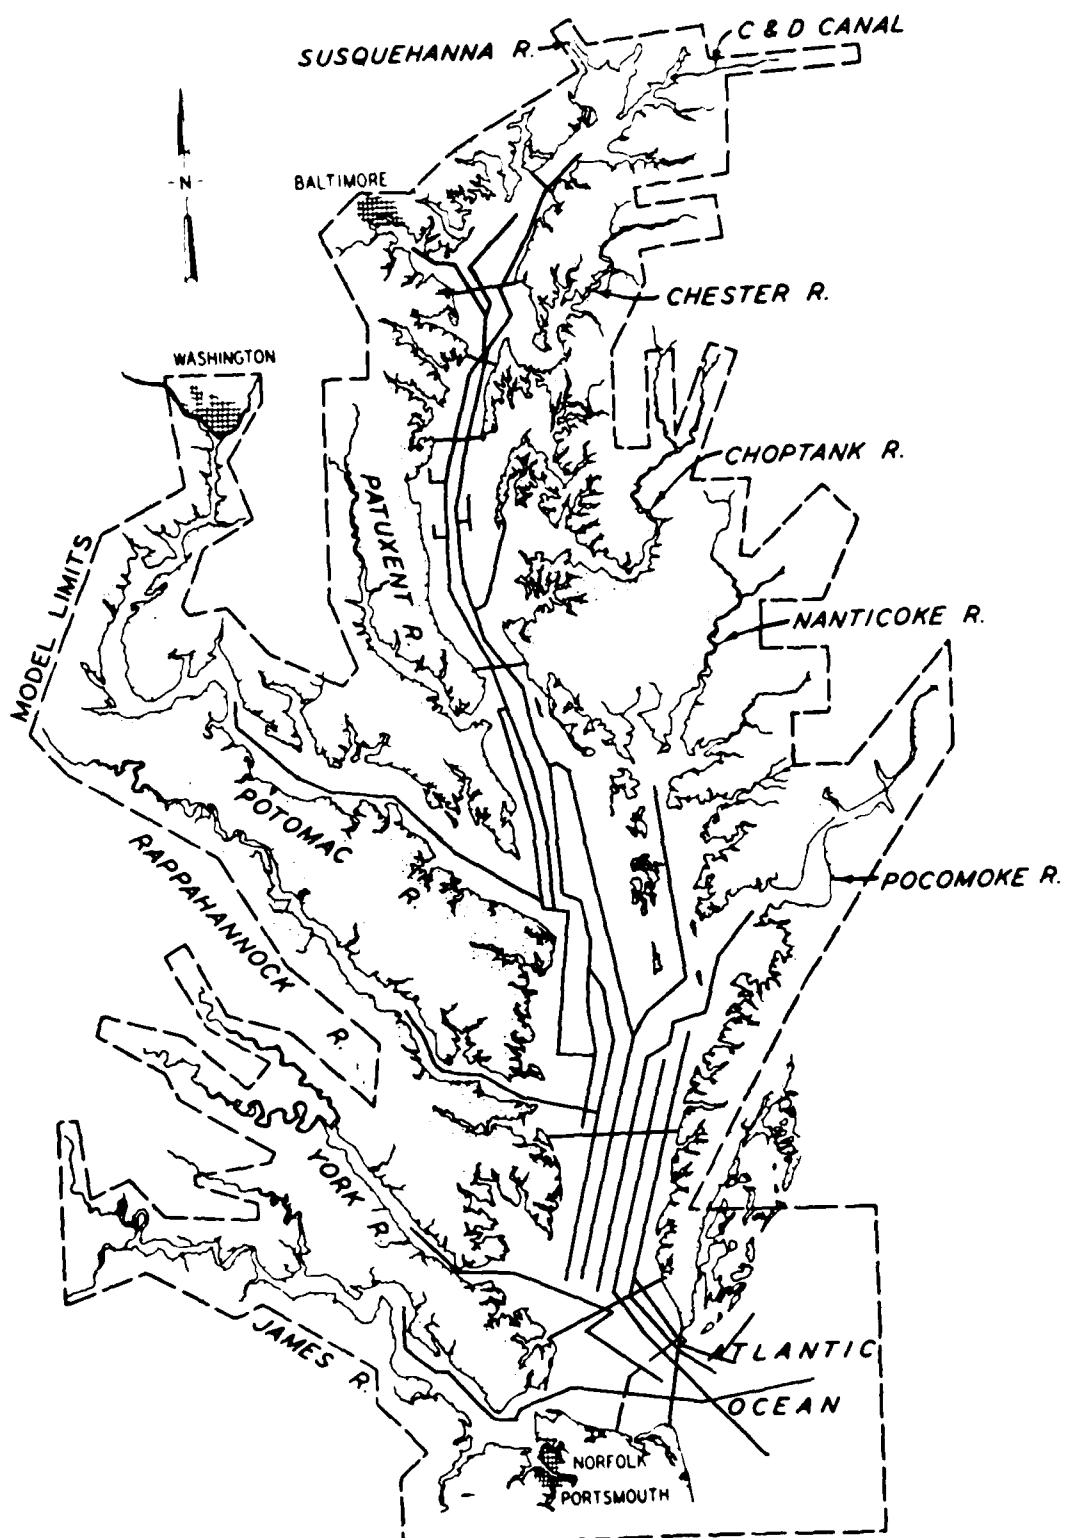 SUSQUEHANNA R.
C & D CANAL
-N-
BALTIMORE
CHESTER R.
WASHINGTON
CHOPTANK R.
PATUXENT R.
MODEL LIMITS
NANTICOKE R.
POTOMAC R.
RAPPAHANNOCK R.
POCOMOKE R.
YORK R.
JAMES R.
ATLANTIC
OCEAN
NORFOLK
PORTSMOUTH